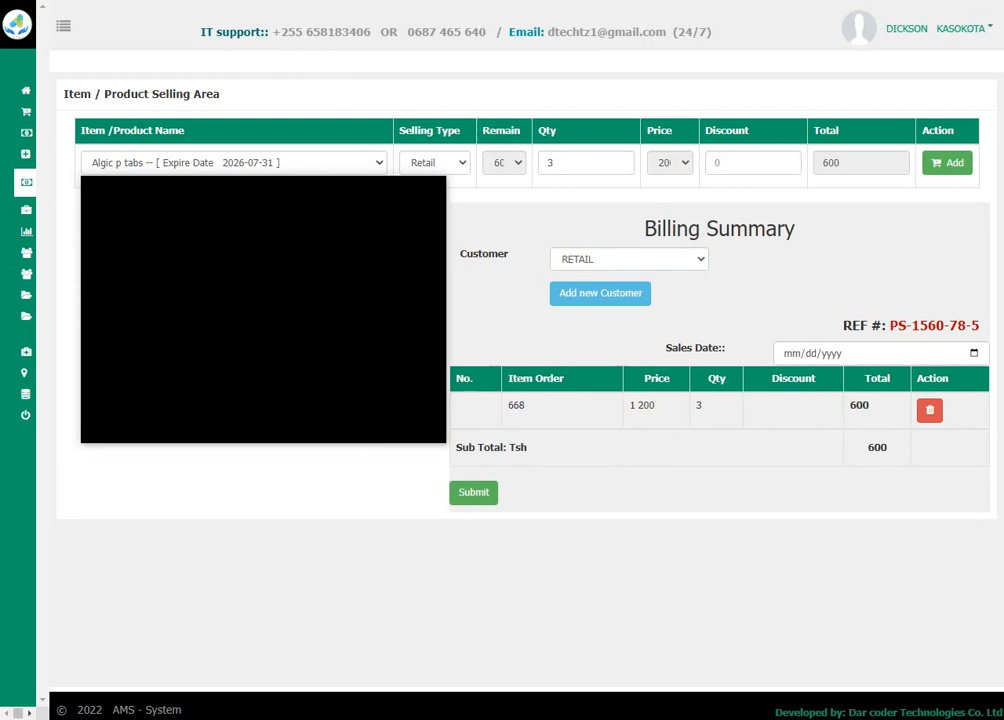 IT support:: +255 658183406 OR 0687 465 640 / Email: dtechtz1@gmail.com (24/7)
DICKSON KASOKOTA
Item / Product Selling Area
Item /Product Name Selling Type Remain Qty Price Discount Total Action
Algic p tabs -- [ Expire Date 2026-07-31 ] Retail 60 3 200 0 600 Add
Billing Summary
Customer RETAIL
Add new Customer
REF #: PS-1560-78-5
Sales Date:: mm/dd/yyyy
No. Item Order Price Qty Discount Total Action
668 1 200 3 600
Sub Total: Tsh 600
Submit
© 2022 AMS - System
Developed by: Dar coder Technologies Co. Ltd